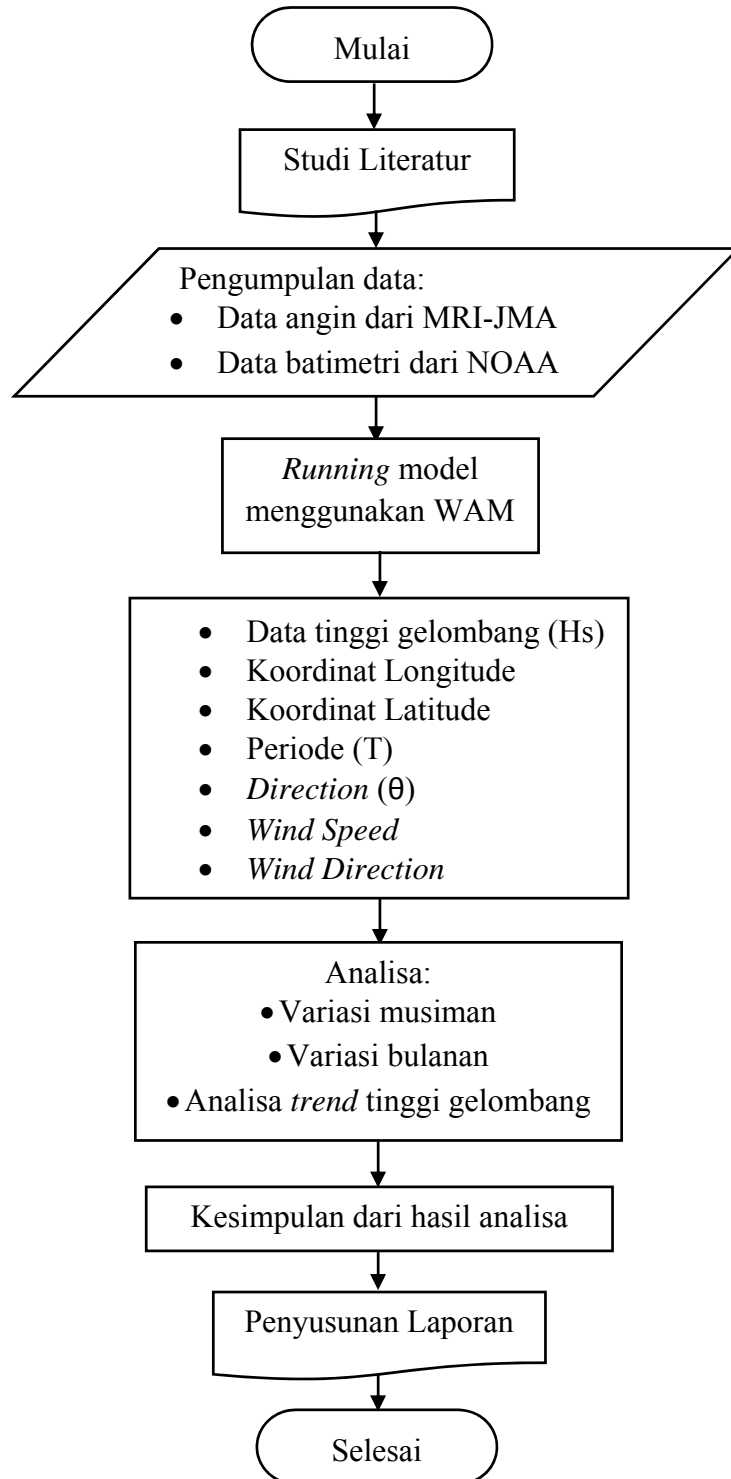 Mulai
Studi Literatur
Pengumpulan data:
• Data angin dari MRI-JMA
• Data batimetri dari NOAA
Running model
menggunakan WAM
• Data tinggi gelombang (Hs)
• Koordinat Longitude
• Koordinat Latitude
• Periode (T)
• Direction (θ)
• Wind Speed
• Wind Direction
Analisa:
• Variasi musiman
• Variasi bulanan
• Analisa trend tinggi gelombang
Kesimpulan dari hasil analisa
Penyusunan Laporan
Selesai